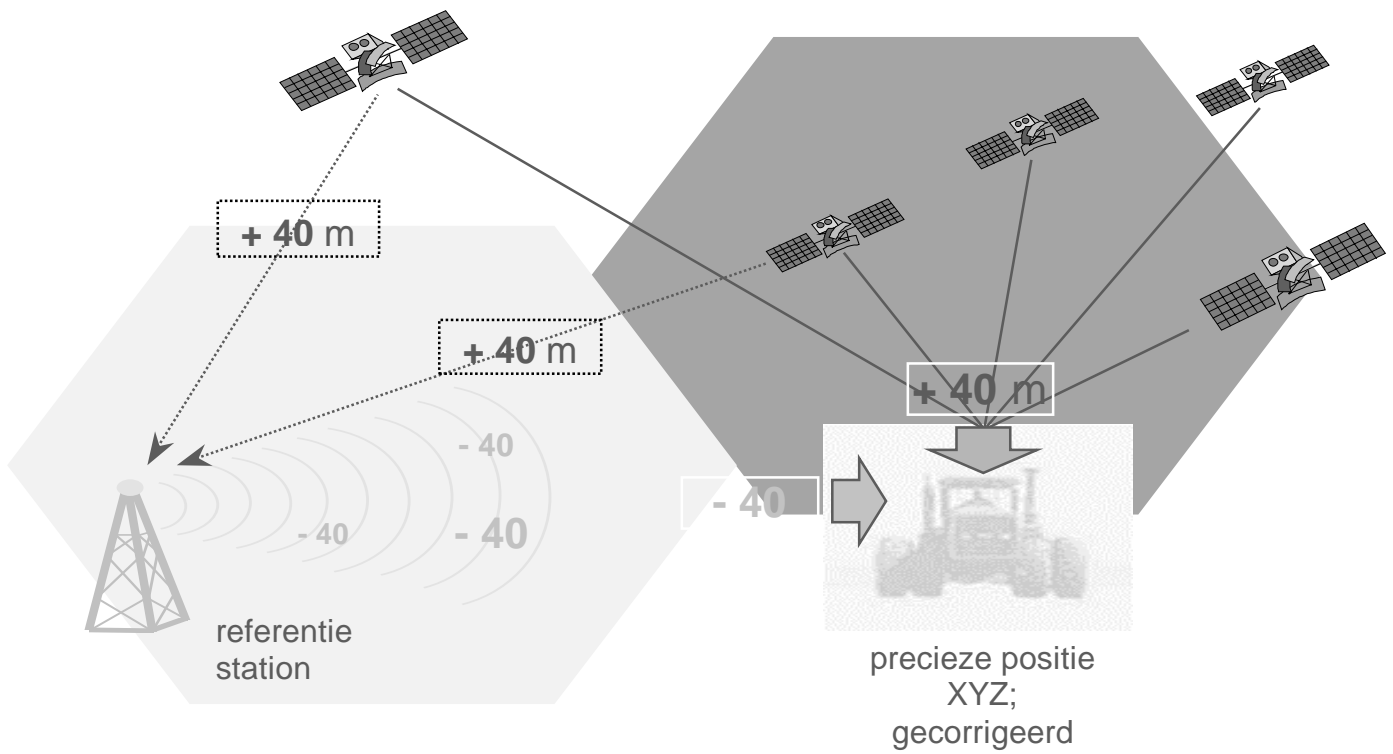 + 40 m
+ 40 m
+ 40 m
- 40
- 40
- 40
- 40
referentie
station
precieze positie
XYZ;
gecorrigeerd